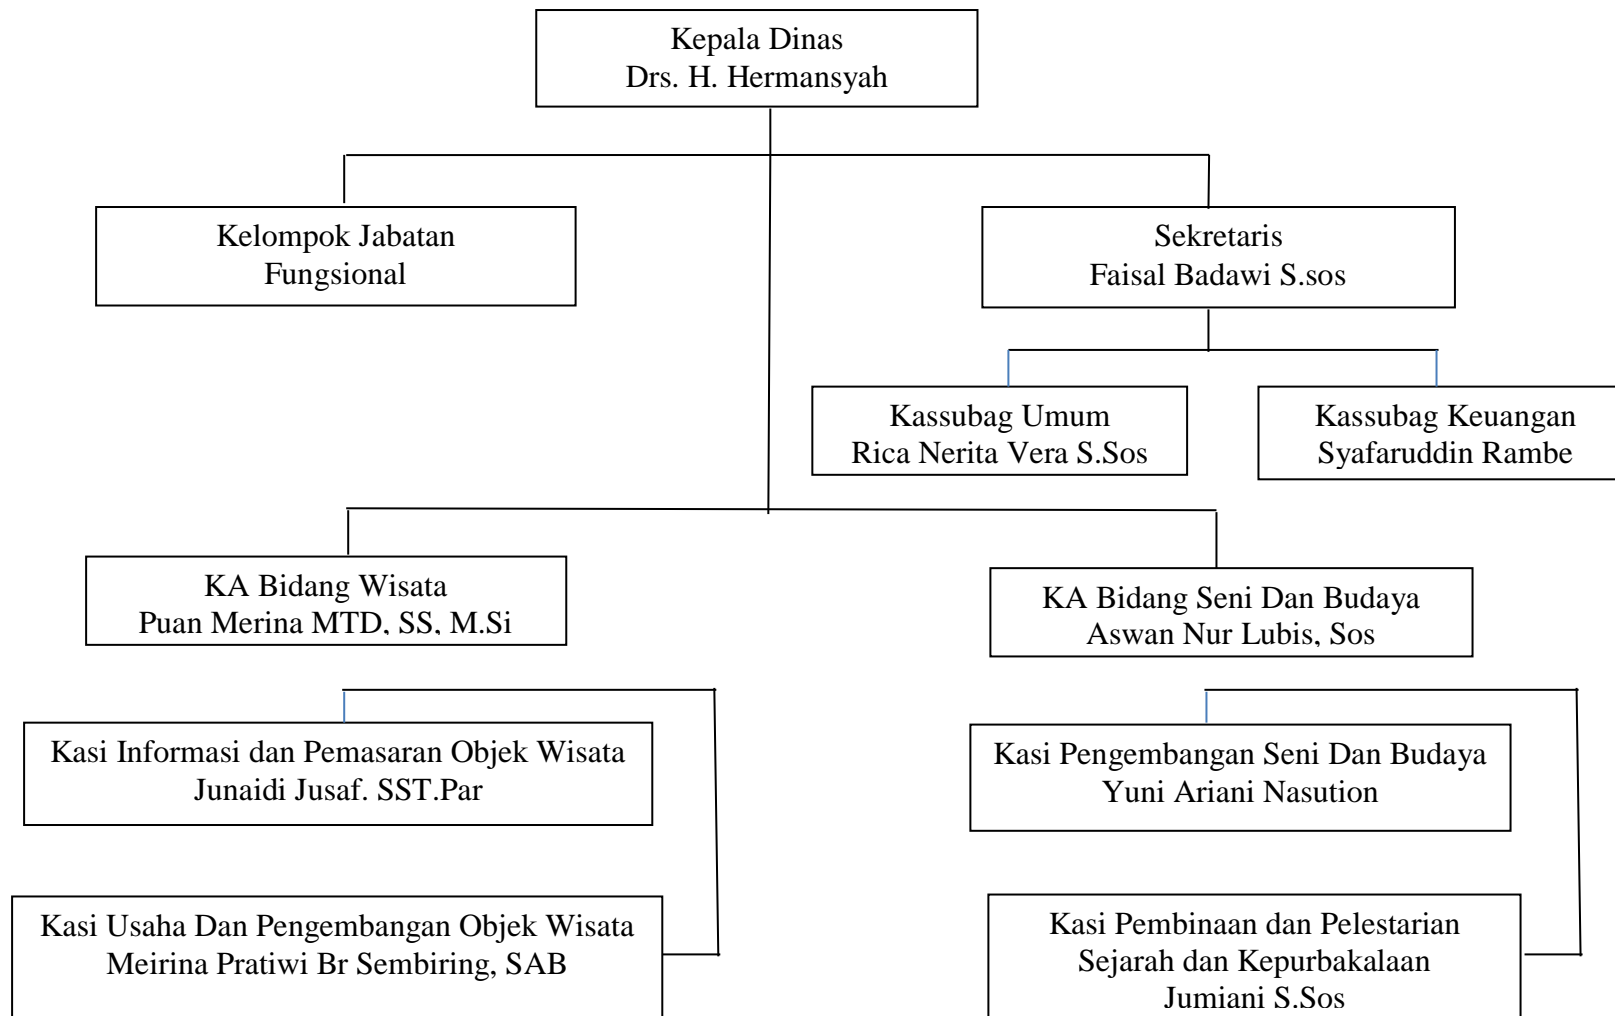 Kepala Dinas
Drs. H. Hermansyah
Kelompok Jabatan
Fungsional
Sekretaris
Faisal Badawi S.sos
Kassubag Umum
Rica Nerita Vera S.Sos
Kassubag Keuangan
Syafaruddin Rambe
KA Bidang Wisata
Puan Merina MTD, SS, M.Si
KA Bidang Seni Dan Budaya
Aswan Nur Lubis, Sos
Kasi Informasi dan Pemasaran Objek Wisata
Junaidi Jusaf. SST.Par
Kasi Pengembangan Seni Dan Budaya
Yuni Ariani Nasution
Kasi Usaha Dan Pengembangan Objek Wisata
Meirina Pratiwi Br Sembiring, SAB
Kasi Pembinaan dan Pelestarian
Sejarah dan Kepurbakalaan
Jumiani S.Sos